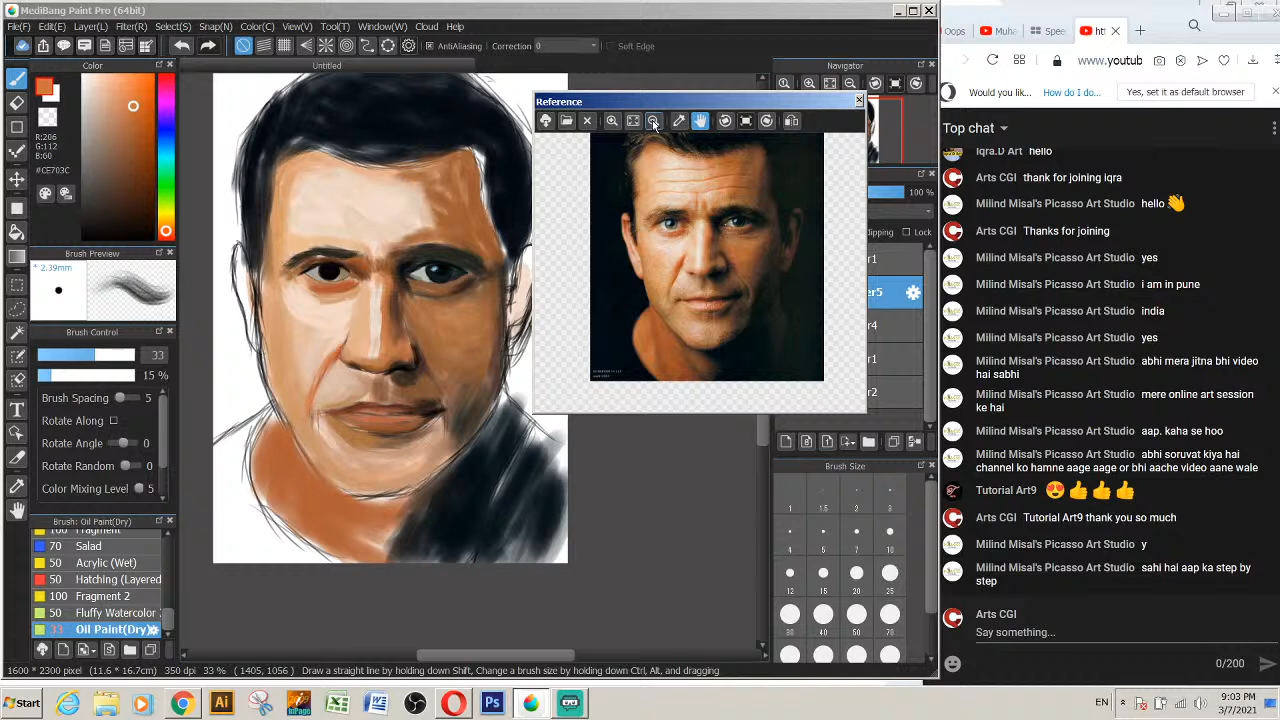 MediBang Paint Pro (64bit)
File(F) Edit(E) Layer(L) Filter(R) Select(S) Snap(N) Color(C) View(V) Tool(T) Window(W) Cloud Help
AntiAliasing Correction 0 Soft Edge
Color
Untitled
Navigator
R:206
G:112
B:60
#CE703C
Brush Preview
* 2.39mm
Brush Control
33
15 %
Brush Spacing 5
Rotate Along
Rotate Angle 0
Rotate Random 0
Color Mixing Level 5
Brush: Oil Paint(Dry)
100 Fragment
70 Salad
50 Acrylic (Wet)
50 Hatching (Layered
100 Fragment 2
50 Fluffy Watercolor
33 Oil Paint(Dry)
Reference
100 %
Lock
Brush Size
1 1.5 2 3
4 5 7 10
12 15 20 25
30 40 50 70
1600 * 2300 pixel (11.6 * 16.7cm) 350 dpi 33 % ( 1405, 1056 ) Draw a straight line by holding down Shift, Change a brush size by holding down Ctrl, Alt, and dragging
Oops Muha Spee htt
www.youtub
Would you like. How do I do... Yes, set it as default browser
Top chat
Iqra.D Art hello
Arts CGI thank for joining iqra
Milind Misal's Picasso Art Studio hello 👋
Arts CGI Thanks for joining
Milind Misal's Picasso Art Studio yes
Milind Misal's Picasso Art Studio i am in pune
Milind Misal's Picasso Art Studio india
Milind Misal's Picasso Art Studio yes
Milind Misal's Picasso Art Studio abhi mera jitna bhi video
hai sabhi
Milind Misal's Picasso Art Studio mere online art session
ke hai
Milind Misal's Picasso Art Studio aap. kaha se hoo
Milind Misal's Picasso Art Studio abhi soruvat kiya hai
channel ko hamne aage aage or bhi aache video kab aane wale
Tutorial Art9 😍👍👍👍
Arts CGI Tutirial Art9 thank you so much
Milind Misal's Picasso Art Studio y
Milind Misal's Picasso Art Studio sahi hai aap ka step by
step
Arts CGI
Say something...
0/200
Start
EN
9:03 PM
3/7/2021